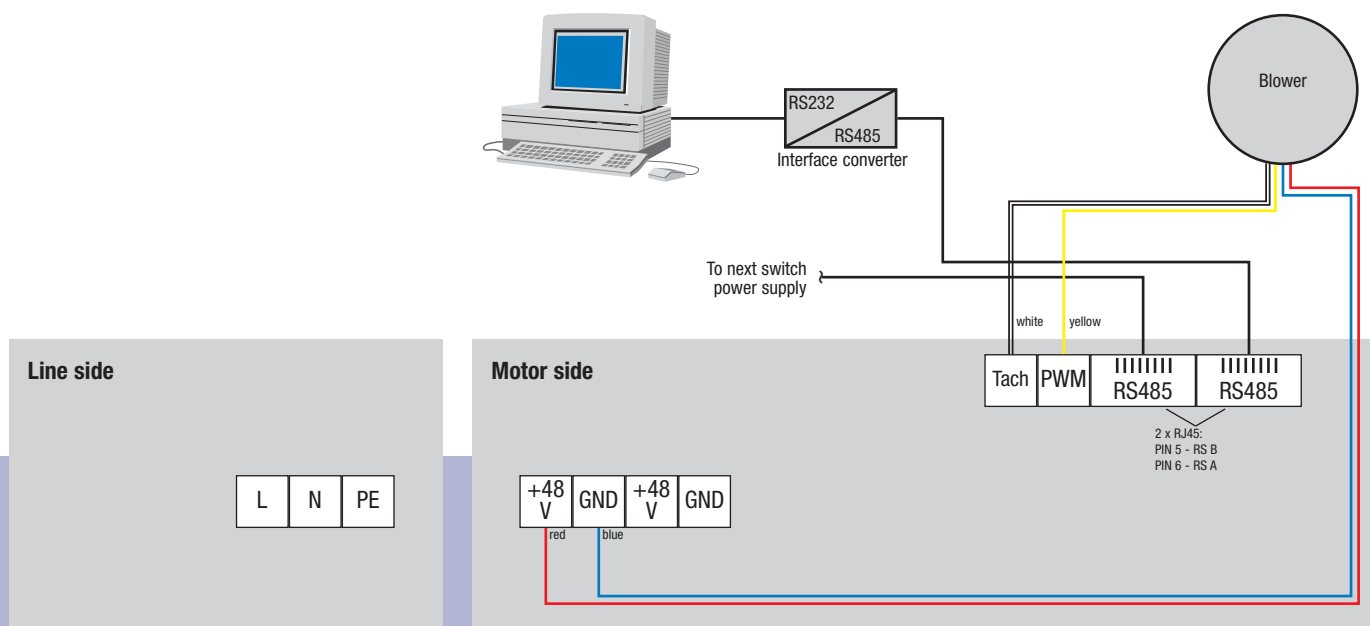 Blower
RS232
RS485
Interface converter
To next switch
power supply
white
yellow
Line side
Motor side
Tach
PWM
RS485
RS485
2 x RJ45:
PIN 5 - RS B
PIN 6 - RS A
L
N
PE
+48
V
GND
+48
V
GND
red
blue